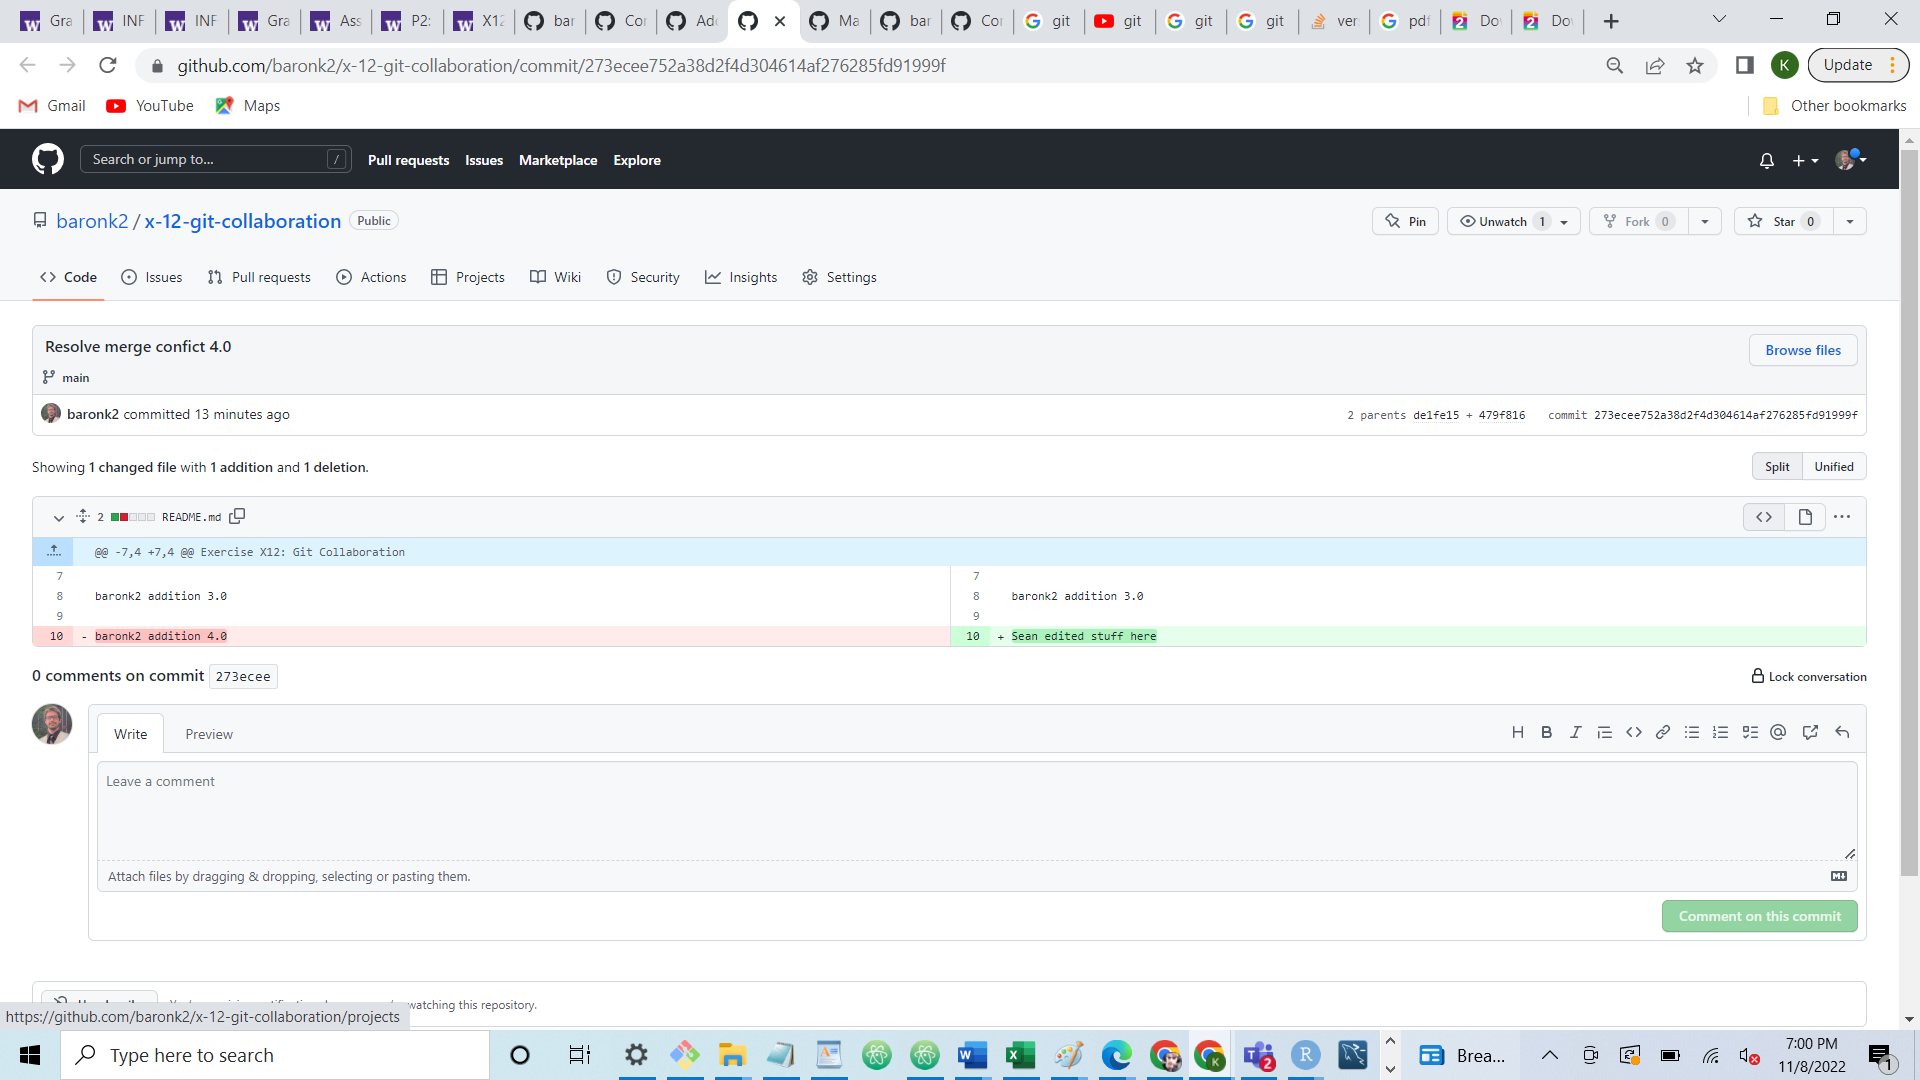 Gra
INF
INF
Gra
Ass
P2:
X12
bar
Cor
Adc
Ma
bar
Cor
git
git
git
git
ver
pdf
Do
Do
github.com/baronk2/x-12-git-collaboration/commit/273ecee752a38d2f4d304614af276285fd91999f
K
Update
Gmail
YouTube
Maps
Other bookmarks
Search or jump to...
/
Pull requests
Issues
Marketplace
Explore
baronk2 / x-12-git-collaboration
Public
Pin
Unwatch 1
Fork 0
Star 0
Code
Issues
Pull requests
Actions
Projects
Wiki
Security
Insights
Settings
Resolve merge confict 4.0
Browse files
main
baronk2 committed 13 minutes ago
2 parents de1fe15 + 479f816 commit 273ecee752a38d2f4d304614af276285fd91999f
Showing 1 changed file with 1 addition and 1 deletion.
Split
Unified
2
README.md
@@ -7,4 +7,4 @@ Exercise X12: Git Collaboration
7
7
8 baronk2 addition 3.0
8 baronk2 addition 3.0
9
9
10 - baronk2 addition 4.0
10 + Sean edited stuff here
0 comments on commit 273ecee
Lock conversation
Write
Preview
Leave a comment
Attach files by dragging & dropping, selecting or pasting them.
Comment on this commit
watching this repository.
https://github.com/baronk2/x-12-git-collaboration/projects
Type here to search
2
Brea...
7:00 PM
11/8/2022
1